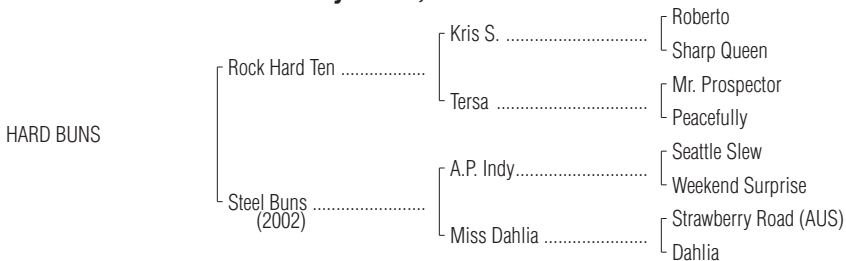 Roberto
Kris S. ..............................
Sharp Queen
Rock Hard Ten ..................
Mr. Prospector
Tersa ................................
Peacefully
HARD BUNS
Seattle Slew
A.P. Indy............................
Weekend Surprise
Steel Buns ........................
(2002)
Strawberry Road (AUS)
Miss Dahlia ......................
Dahlia